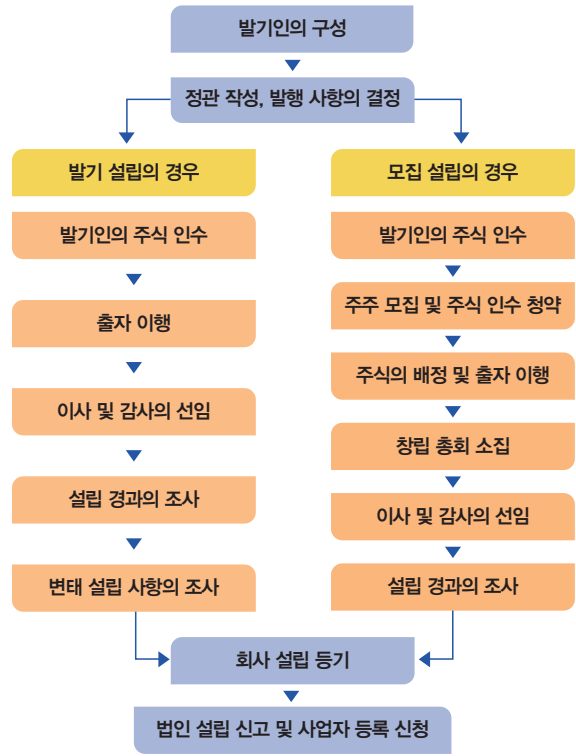 발기인의 구성
정관 작성, 발행 사항의 결정
발기 설립의 경우
발기인의 주식 인수
출자 이행
이사 및 감사의 선임
설립 경과의 조사
변태 설립 사항의 조사
모집 설립의 경우
발기인의 주식 인수
주주 모집 및 주식 인수 청약
주식의 배정 및 출자 이행
창립 총회 소집
이사 및 감사의 선임
설립 경과의 조사
회사 설립 등기
법인 설립 신고 및 사업자 등록 신청